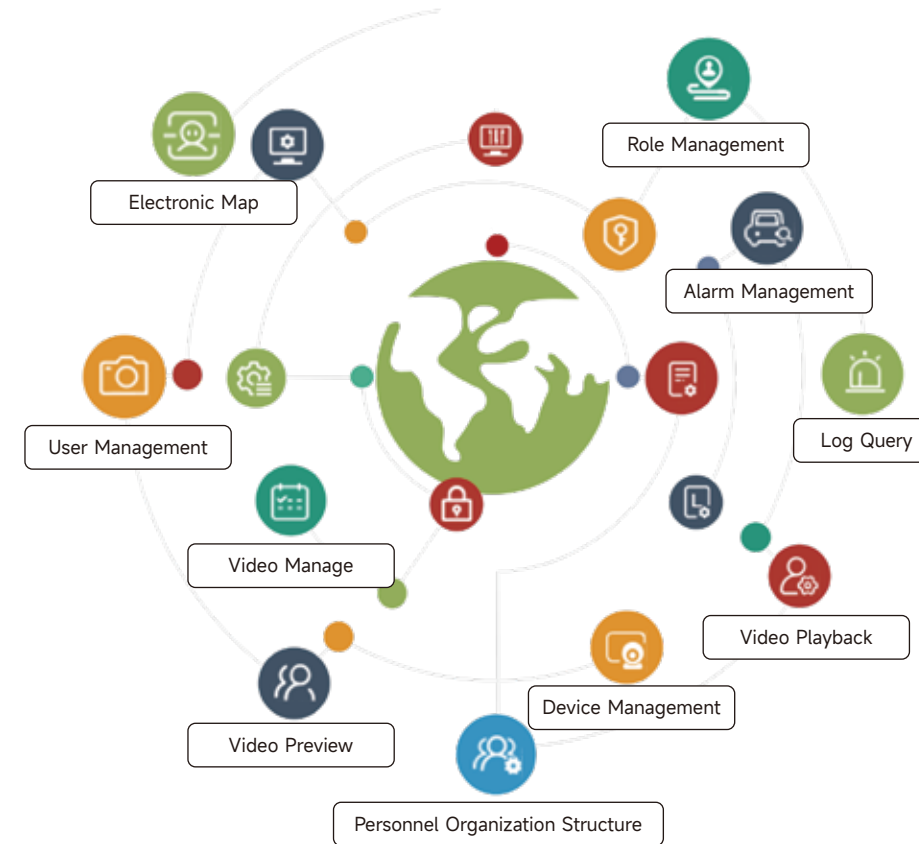 Role Management
Electronic Map
Alarm Management
User Management
Log Query
Video Manage
Video Playback
Device Management
Video Preview
Personnel Organization Structure